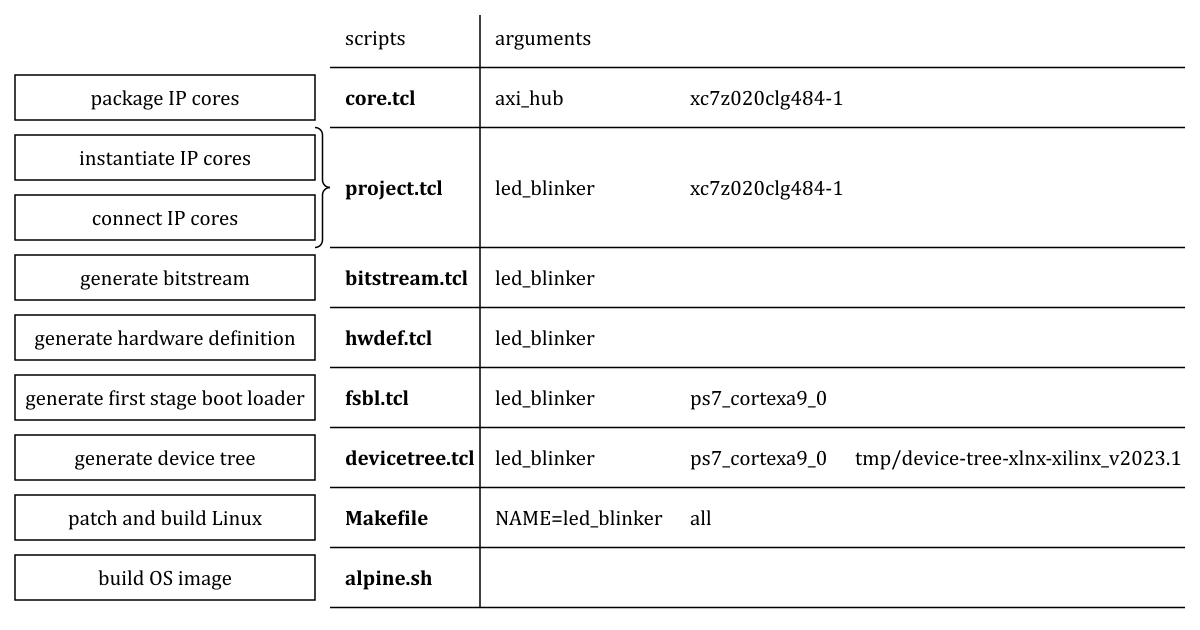 scripts arguments
package IP cores core.tcl axi_hub xc7z020clg484-1
instantiate IP cores
project.tcl led_blinker xc7z020clg484-1
connect IP cores
generate bitstream bitstream.tcl led_blinker
generate hardware definition hwdef.tcl led_blinker
generate first stage boot loader fsbl.tcl led_blinker ps7_cortexa9_0
generate device tree devicetree.tcl led_blinker ps7_cortexa9_0 tmp/device-tree-xlnx-xilinx_v2023.1
patch and build Linux Makefile NAME=led_blinker all
build OS image alpine.sh